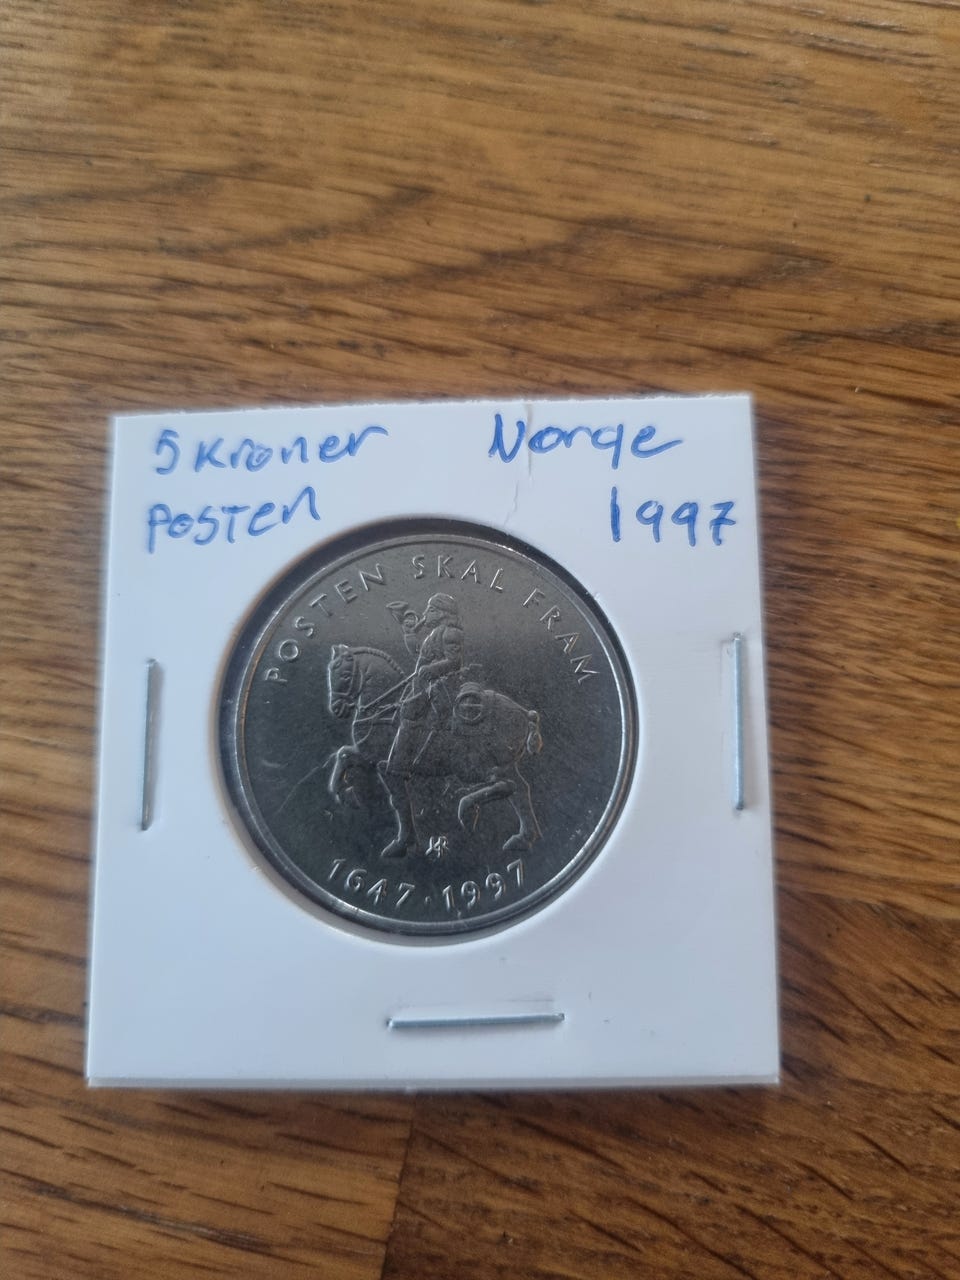 5 Kroner Norge
Posten 1997
POSTEN SKAL FRAM
1647 · 1997